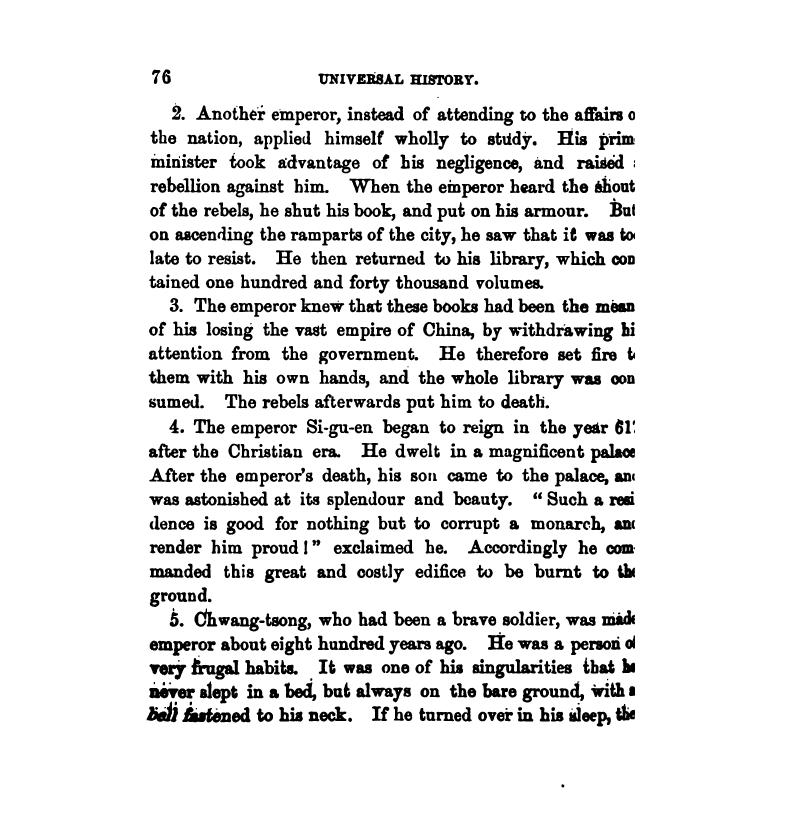 76 UNIVERSAL HISTORY.
2. Another emperor, instead of attending to the affairs o
the nation, applied himself wholly to study. His prim
minister took advantage of his negligence, and raised
rebellion against him. When the emperor heard the shout
of the rebels, he shut his book, and put on his armour. But
on ascending the ramparts of the city, he saw that it was to
late to resist. He then returned to his library, which con
tained one hundred and forty thousand volumes.
3. The emperor knew that these books had been the mean
of his losing the vast empire of China, by withdrawing hi
attention from the government. He therefore set fire t
them with his own hands, and the whole library was con
sumed. The rebels afterwards put him to death.
4. The emperor Si-gu-en began to reign in the year 61
after the Christian era. He dwelt in a magnificent palace
After the emperor's death, his son came to the palace, an
was astonished at its splendour and beauty. "Such a resi
dence is good for nothing but to corrupt a monarch, and
render him proud!" exclaimed he. Accordingly he com
manded this great and costly edifice to be burnt to the
ground.
5. Chwang-tsong, who had been a brave soldier, was made
emperor about eight hundred years ago. He was a person of
very frugal habits. It was one of his singularities that he
never slept in a bed, but always on the bare ground, with a
bell fastened to his neck. If he turned over in his sleep, the